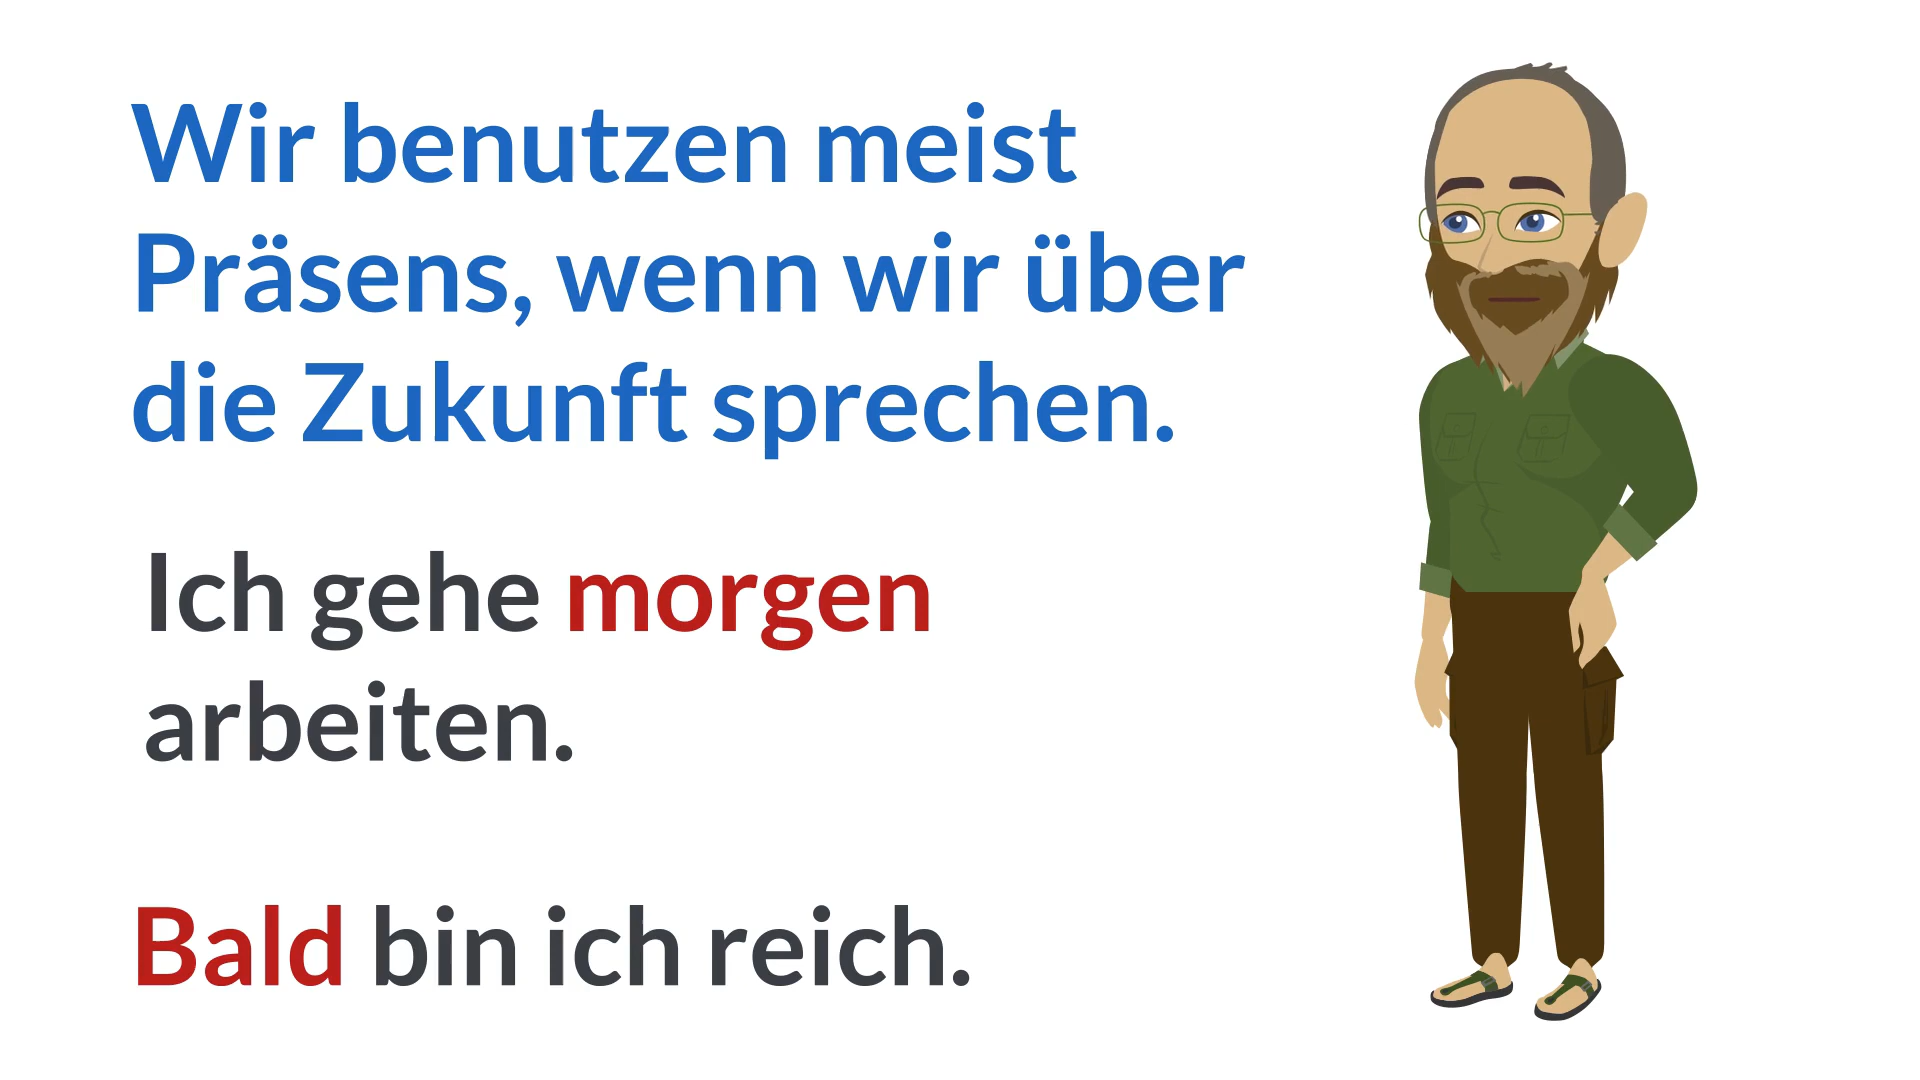 Wir benutzen meist
Präsens, wenn wir über
die Zukunft sprechen.
Ich gehe morgen
arbeiten.
Bald bin ich reich.